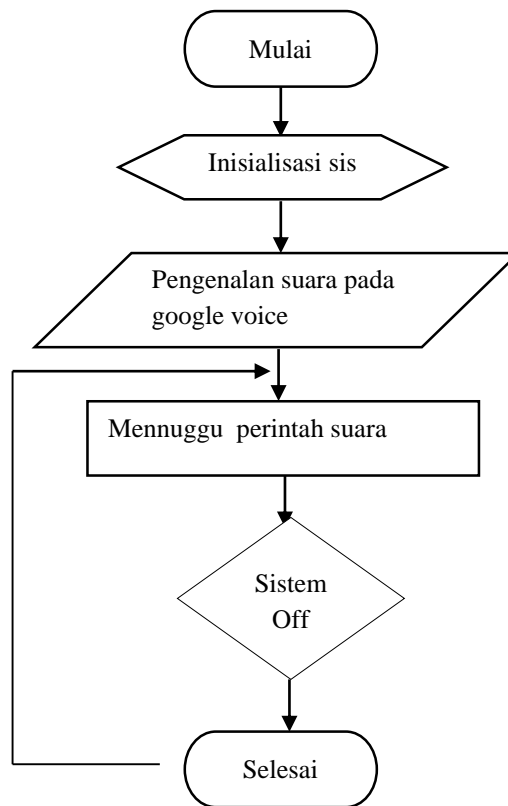 Mulai
Inisialisasi sis
Pengenalan suara pada
google voice
Mennuggu perintah suara
Sistem
Off
Selesai